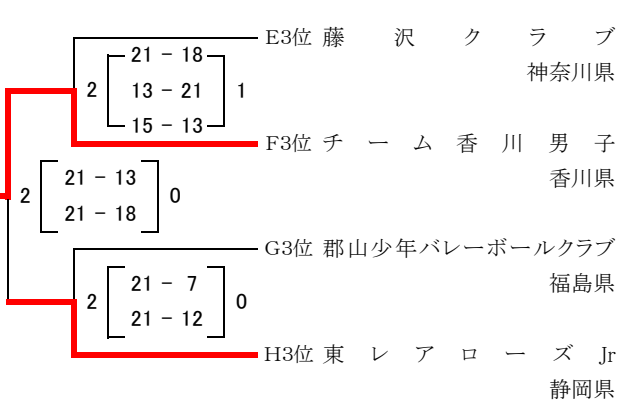 E3位 藤沢クラブ
21 - 18
神奈川県
2 13 - 21 1
15 - 13
F3位 チーム香川男子
香川県
21 - 13
2 0
21 - 18
G3位 郡山少年バレーボールクラブ
福島県
21 - 7
2 0
21 - 12
H3位 東レアローズJr
静岡県